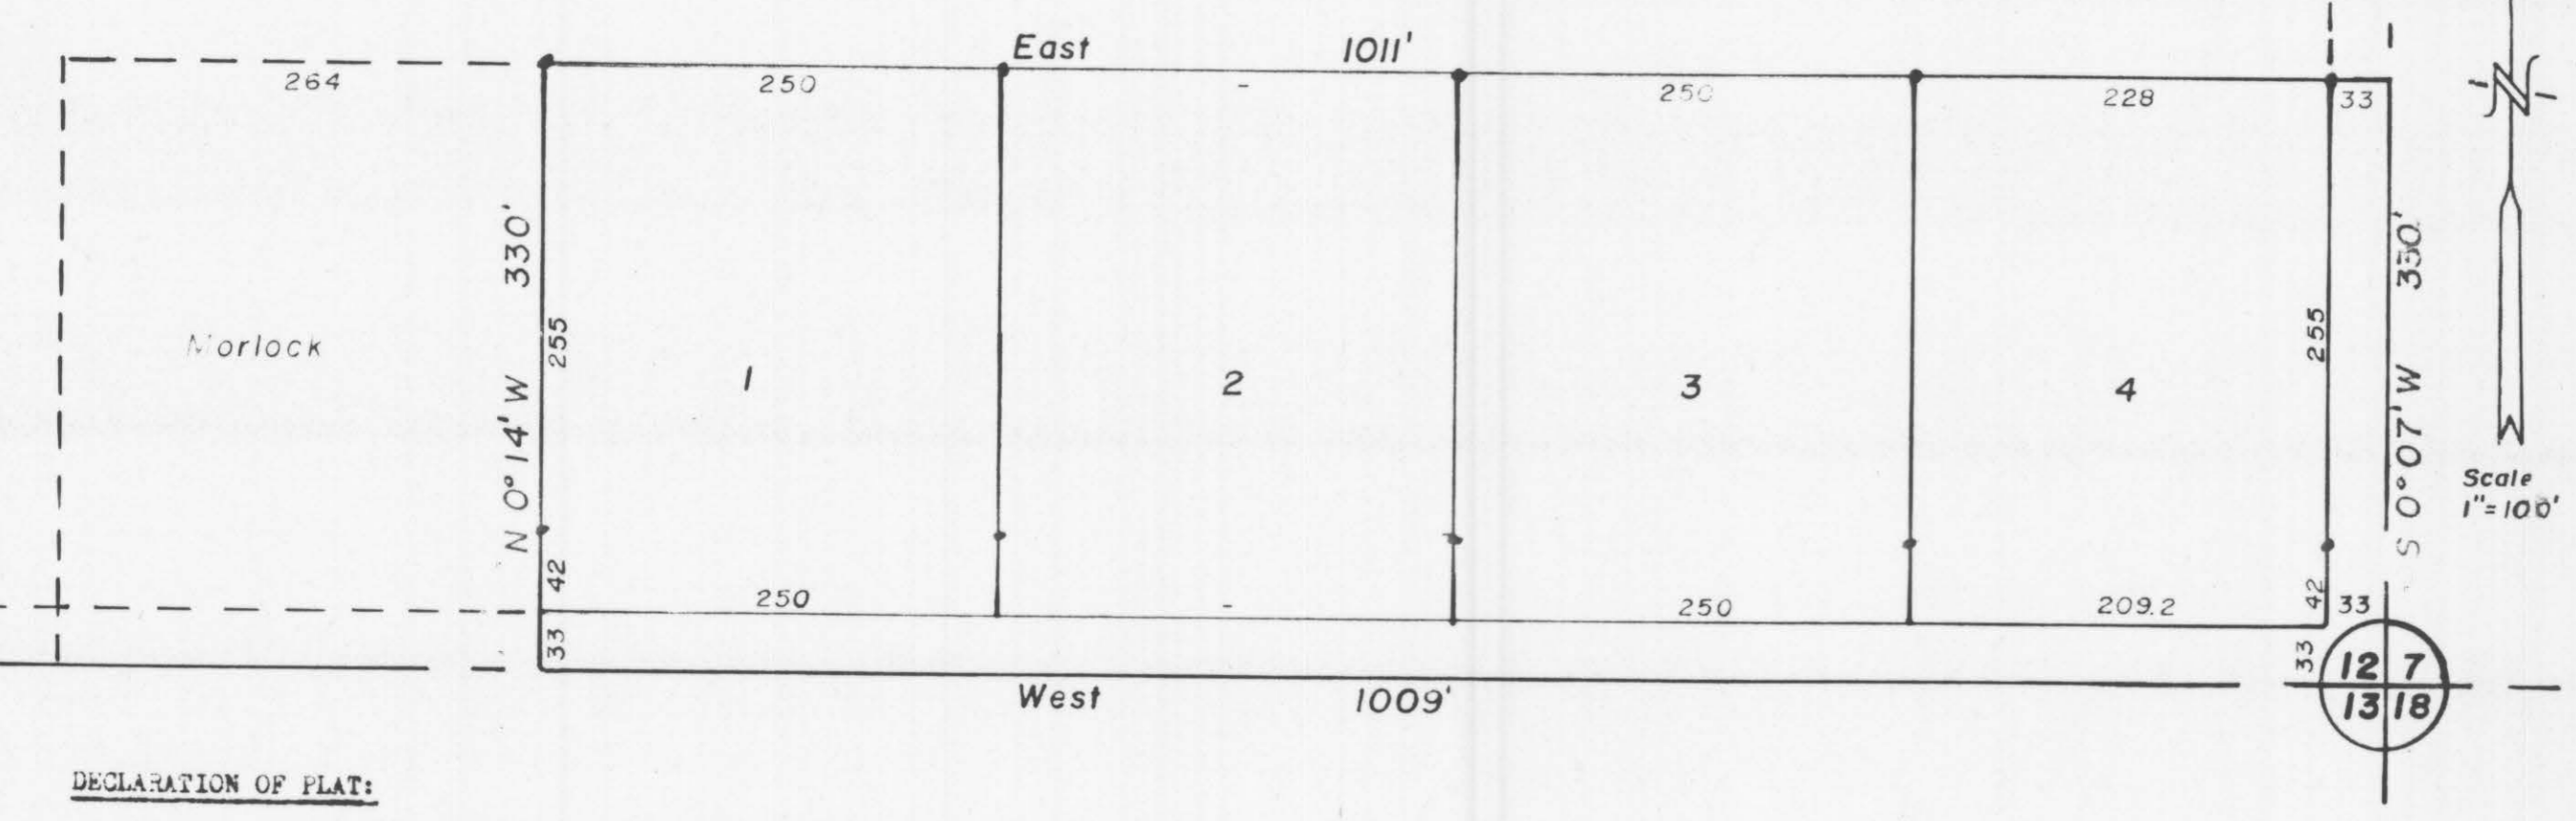 East 1011'
264 250 - 250 228 33
N 0° 14' W 330'
255
255
S 0° 07' W 330'
Morlock
1 2 3 4
Scale
1"=100'
42
250 - 250 209.2
42
33
33
33
12 7
13 18
West 1009'
DECLARATION OF PLAT: